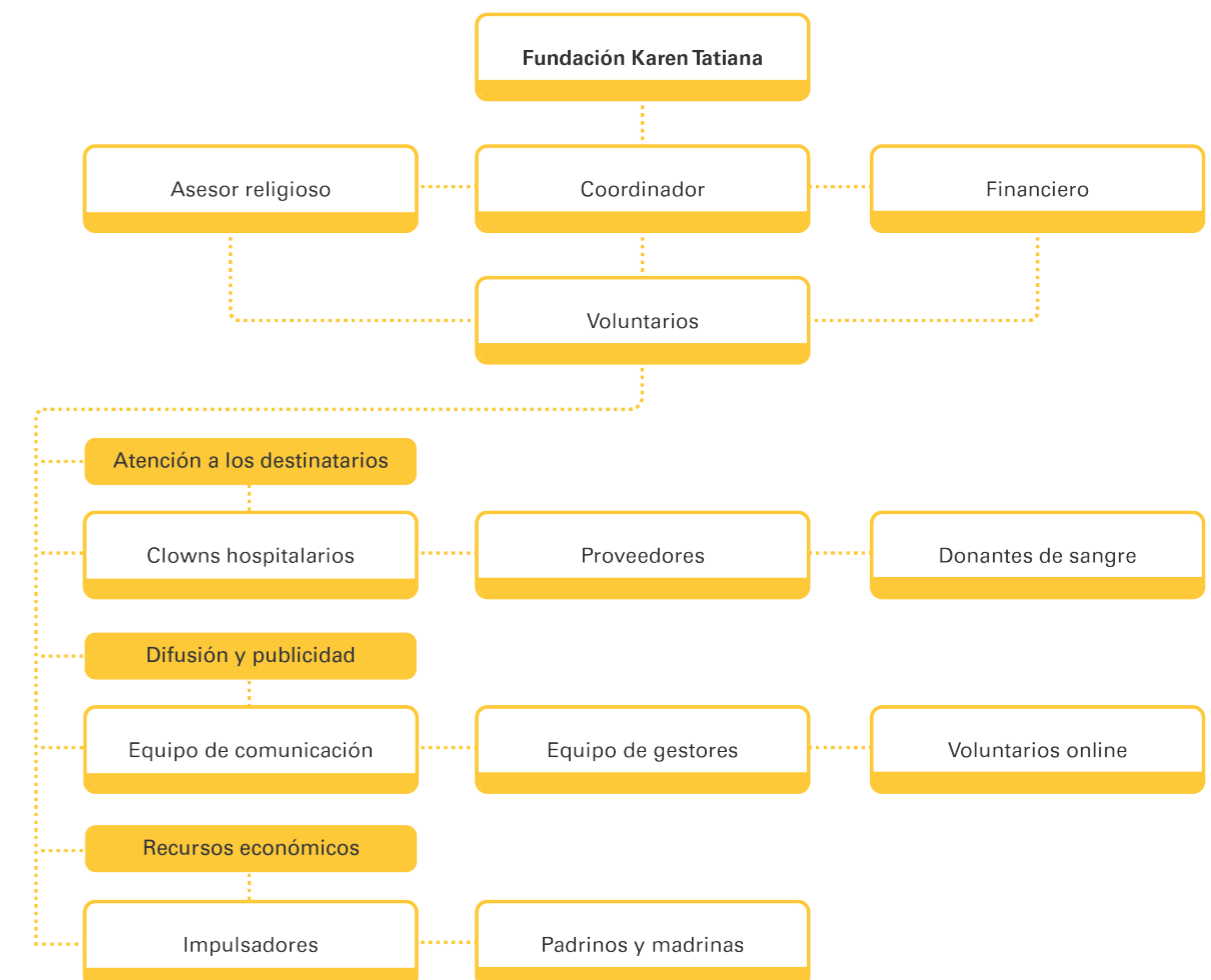 Fundación Karen Tatiana
Asesor religioso
Coordinador
Financiero
Voluntarios
Atención a los destinatarios
Clowns hospitalarios
Proveedores
Donantes de sangre
Difusión y publicidad
Equipo de comunicación
Equipo de gestores
Voluntarios online
Recursos económicos
Impulsadores
Padrinos y madrinas